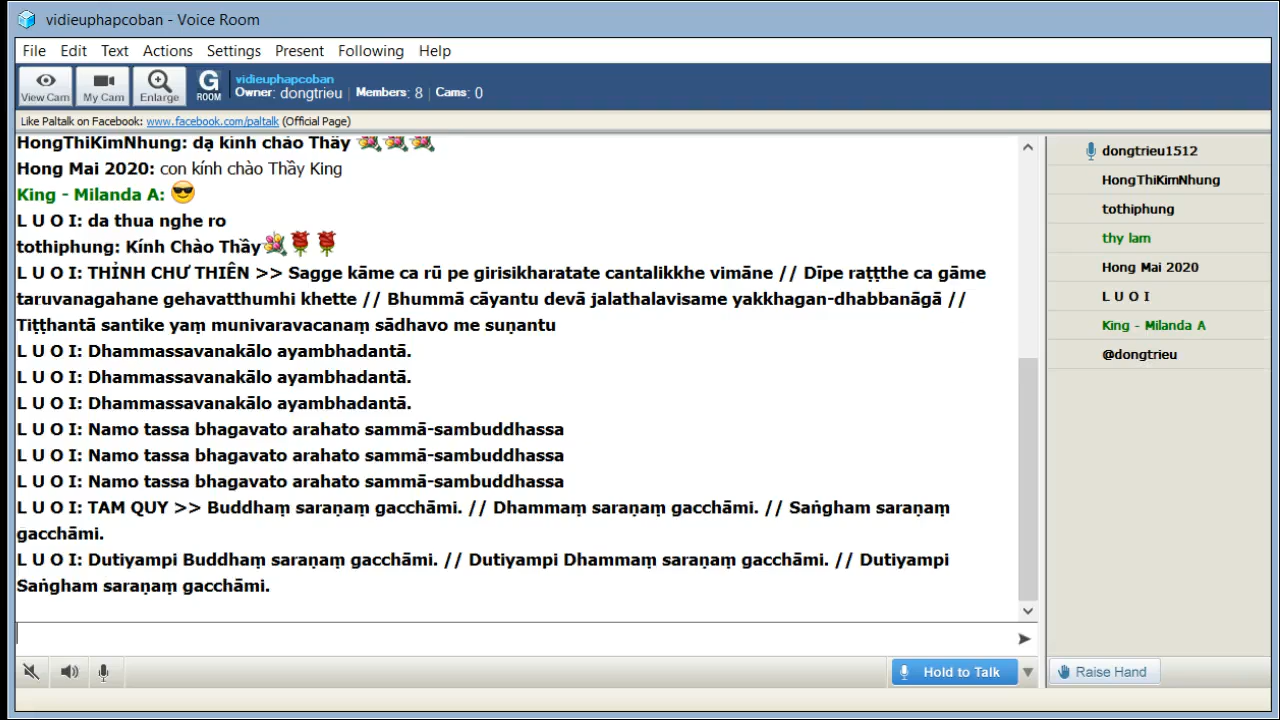 vidieuphapcoban - Voice Room
File Edit Text Actions Settings Present Following Help
View Cam My Cam Enlarge G ROOM
vidieuphapcoban
Owner: dongtrieu | Members: 8 | Cams: 0
Like Paltalk on Facebook: www.facebook.com/paltalk (Official Page)
HongThiKimNhung: dạ kính chào Thầy
Hong Mai 2020: con kính chào Thầy King
King - Milanda A:
L U O I: da thua nghe ro
tothiphung: Kính Chào Thầy
L U O I: THỈNH CHƯ THIÊN >> Sagge kāme ca rū pe girisikharatate cantalikkhe vimāne // Dīpe raṭṭhe ca gāme
taruvanagahane gehavatthumhi khette // Bhummā cāyantu devā jalathalavisame yakkhagan-dhabbanāgā //
Tiṭṭhantā santike yaṃ munivaravacanaṃ sādhavo me suṇantu
L U O I: Dhammassavanakālo ayambhadantā.
L U O I: Dhammassavanakālo ayambhadantā.
L U O I: Dhammassavanakālo ayambhadantā.
L U O I: Namo tassa bhagavato arahato sammā-sambuddhassa
L U O I: Namo tassa bhagavato arahato sammā-sambuddhassa
L U O I: Namo tassa bhagavato arahato sammā-sambuddhassa
L U O I: TAM QUY >> Buddhaṃ saraṇaṃ gacchāmi. // Dhammaṃ saraṇaṃ gacchāmi. // Saṅgham saraṇaṃ
gacchāmi.
L U O I: Dutiyampi Buddhaṃ saraṇaṃ gacchāmi. // Dutiyampi Dhammaṃ saraṇaṃ gacchāmi. // Dutiyampi
Saṅgham saraṇaṃ gacchāmi.
dongtrieu1512
HongThiKimNhung
tothiphung
thy lam
Hong Mai 2020
L U O I
King - Milanda A
@dongtrieu
Hold to Talk
Raise Hand